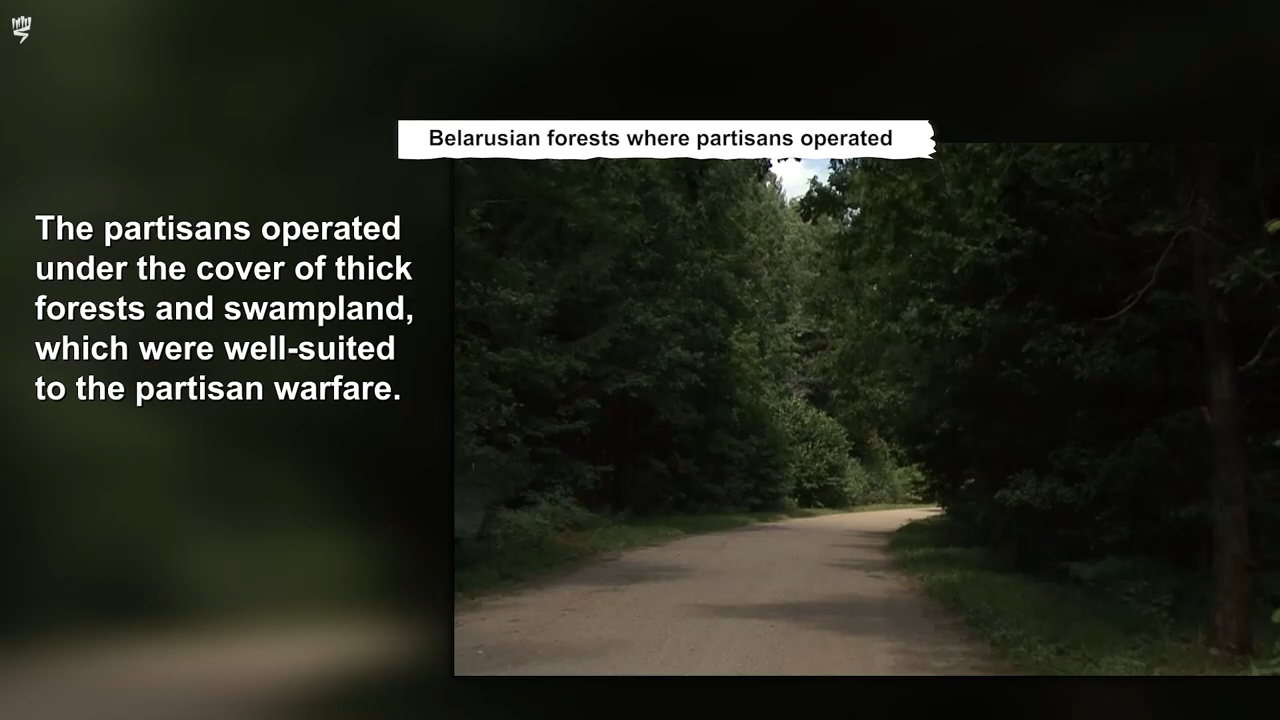 Belarusian forests where partisans operated
The partisans operated
under the cover of thick
forests and swampland,
which were well-suited
to the partisan warfare.